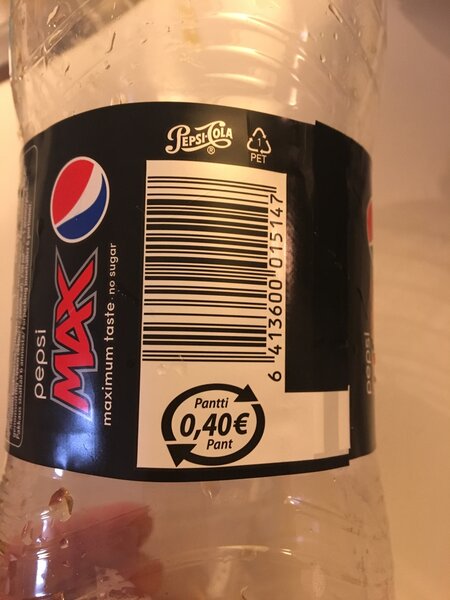 PEPSI-COLA
®
1
PET
pepsi
MAX
maximum taste · no sugar
6 413600 015147
Pantti
0,40€
Pant
pepsi